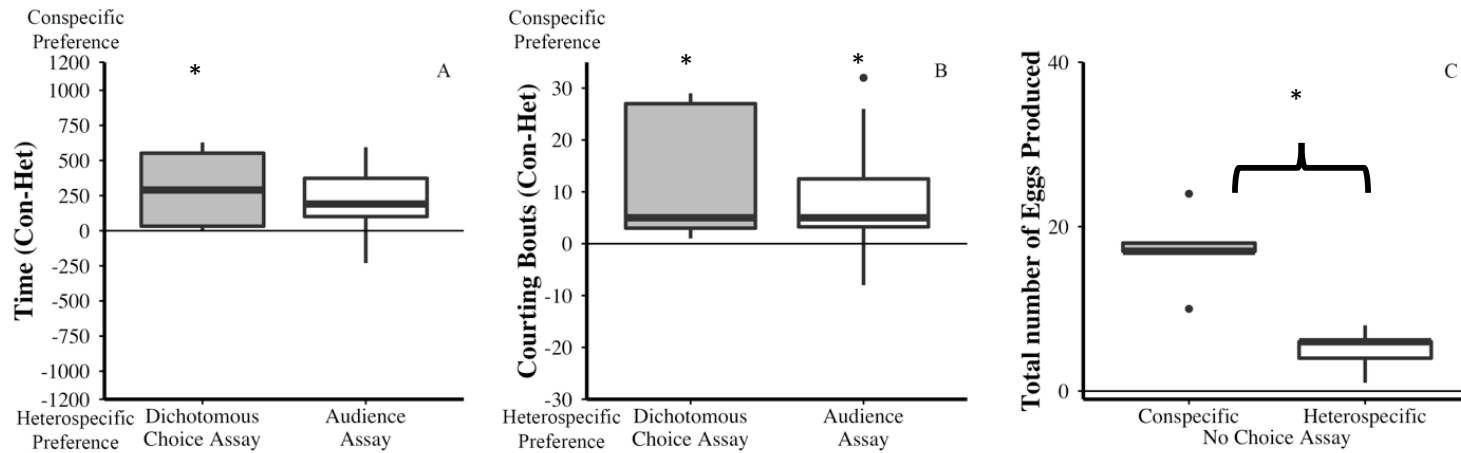 Conspecific
Preference
Time (Con-Het)
1200
1000
750
500
250
0
-250
-500
-750
-1000
-1200
*
A
Heterospecific
Preference
Dichotomous
Choice Assay
Audience
Assay
Conspecific
Preference
Courting Bouts (Con-Het)
30
20
10
0
-10
-20
-30
*
*
B
Heterospecific
Preference
Dichotomous
Choice Assay
Audience
Assay
Total number of Eggs Produced
40
20
0
*
C
Conspecific
Heterospecific
No Choice Assay